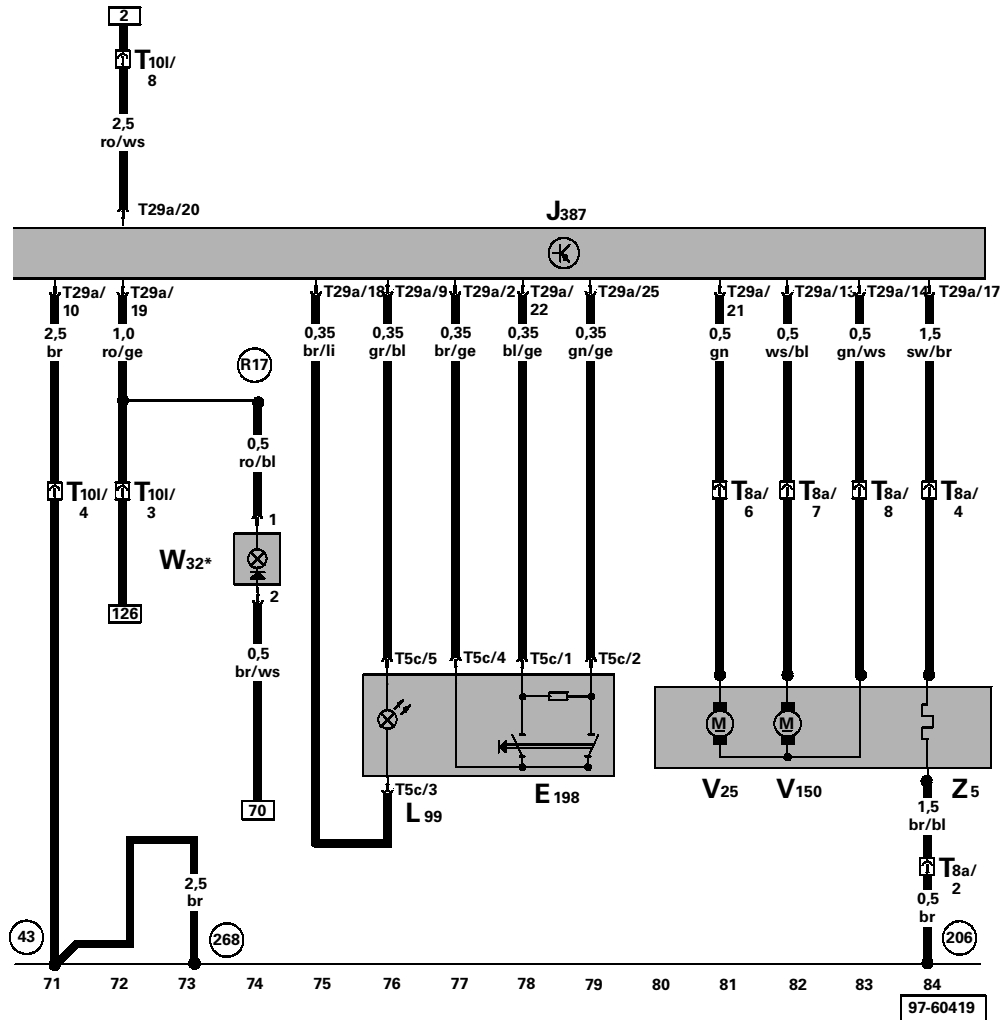 2
T10l/
8
2,5
ro/ws
T29a/20
J387
T29a/
10
T29a/
19
T29a/18
T29a/9
T29a/2
T29a/
22
T29a/25
T29a/
21
T29a/13
T29a/14
T29a/17
2,5
br
1,0
ro/ge
0,35
br/li
0,35
gr/bl
0,35
br/ge
0,35
bl/ge
0,35
gn/ge
0,5
gn
0,5
ws/bl
0,5
gn/ws
1,5
sw/br
R17
0,5
ro/bl
T10l/
4
T10l/
3
T8a/
6
T8a/
7
T8a/
8
T8a/
4
1
W32*
2
126
0,5
br/ws
T5c/5
T5c/4
T5c/1
T5c/2
M
M
T5c/3
L99
E198
V25
V150
Z5
70
1,5
br/bl
T8a/
2
2,5
br
0,5
br
43
268
206
71 72 73 74 75 76 77 78 79 80 81 82 83 84
97-60419